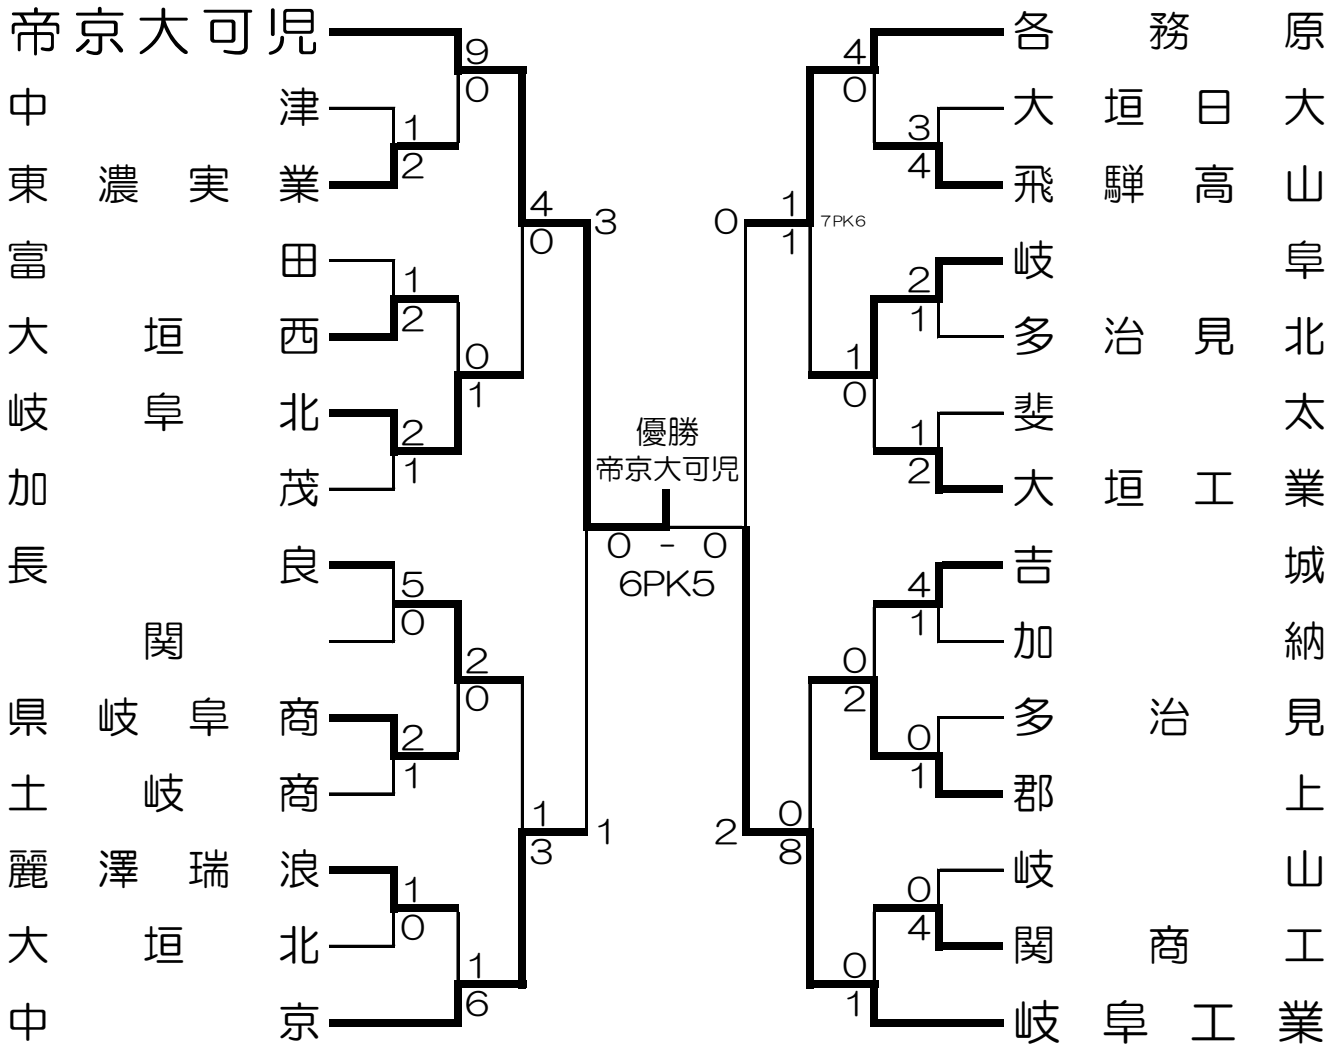 帝京大可児
9
0
中津
1
2
東濃実業
4
0
3
富田
1
2
大垣西
0
1
岐阜北
2
1
加茂
長良
5
0
関
2
0
県岐阜商
2
1
土岐商
1
3
1
麗澤瑞浪
1
0
大垣北
1
6
中京
優勝
帝京大可児
0 - 0
6PK5
各務原
4
0
大垣日大
3
4
飛騨高山
0
1
1
7PK6
岐阜
2
1
多治見北
1
0
斐太
1
2
大垣工業
吉城
4
1
加納
0
2
多治見
0
1
郡上
2
0
8
岐山
0
4
関商工
0
1
岐阜工業